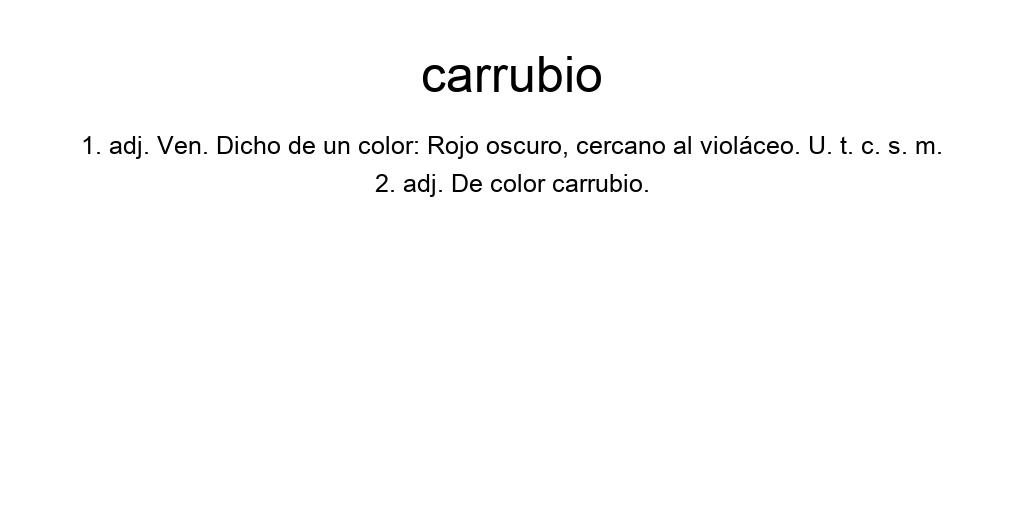 carrubio
1. adj. Ven. Dicho de un color: Rojo oscuro, cercano al violáceo. U. t. c. s. m.
2. adj. De color carrubio.